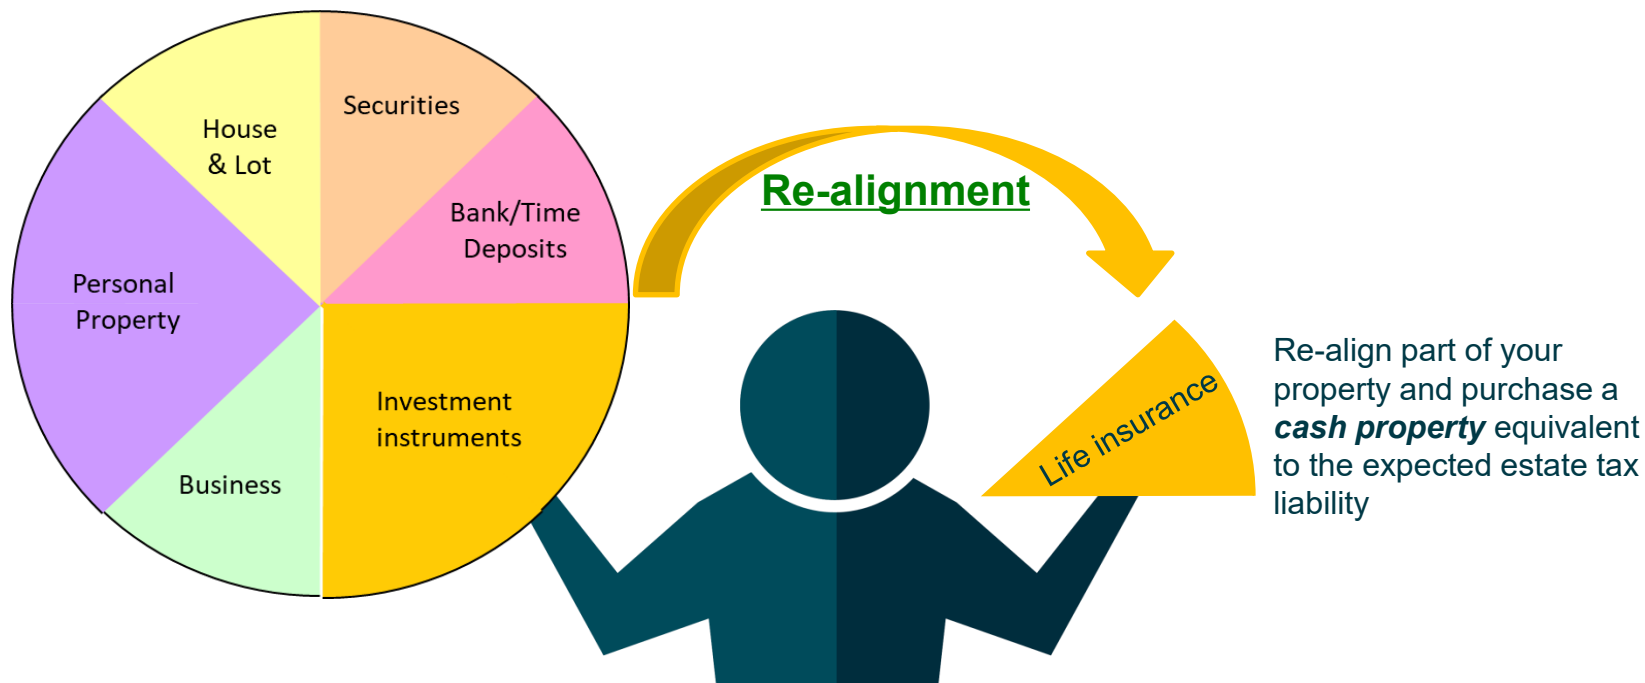 Securities
House
& Lot
Bank/Time
Deposits
Personal
Property
Investment
instruments
Business
Re-alignment
Life insurance
Re-align part of your
property and purchase a
cash property equivalent
to the expected estate tax
liability